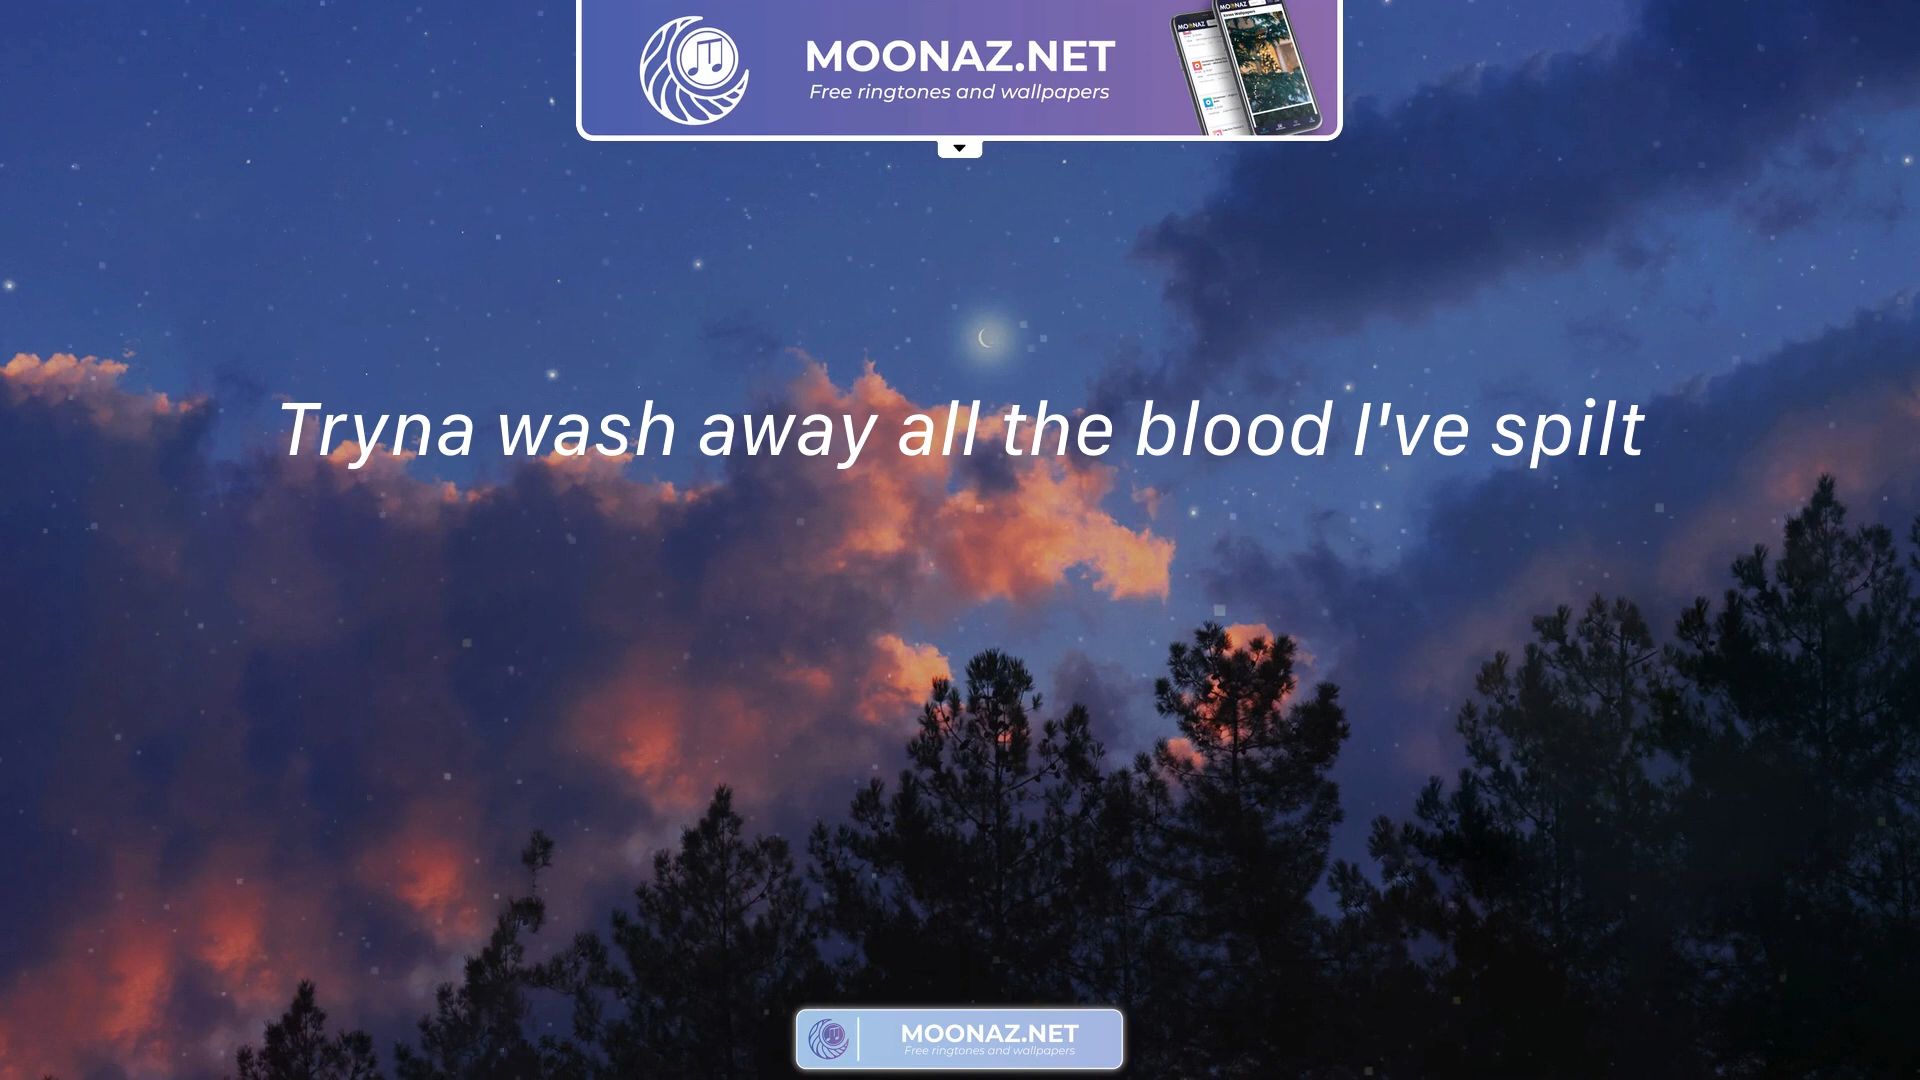 MOONAZ.NET
Free ringtones and wallpapers
Tryna wash away all the blood I've spilt
MOONAZ.NET
Free ringtones and wallpapers